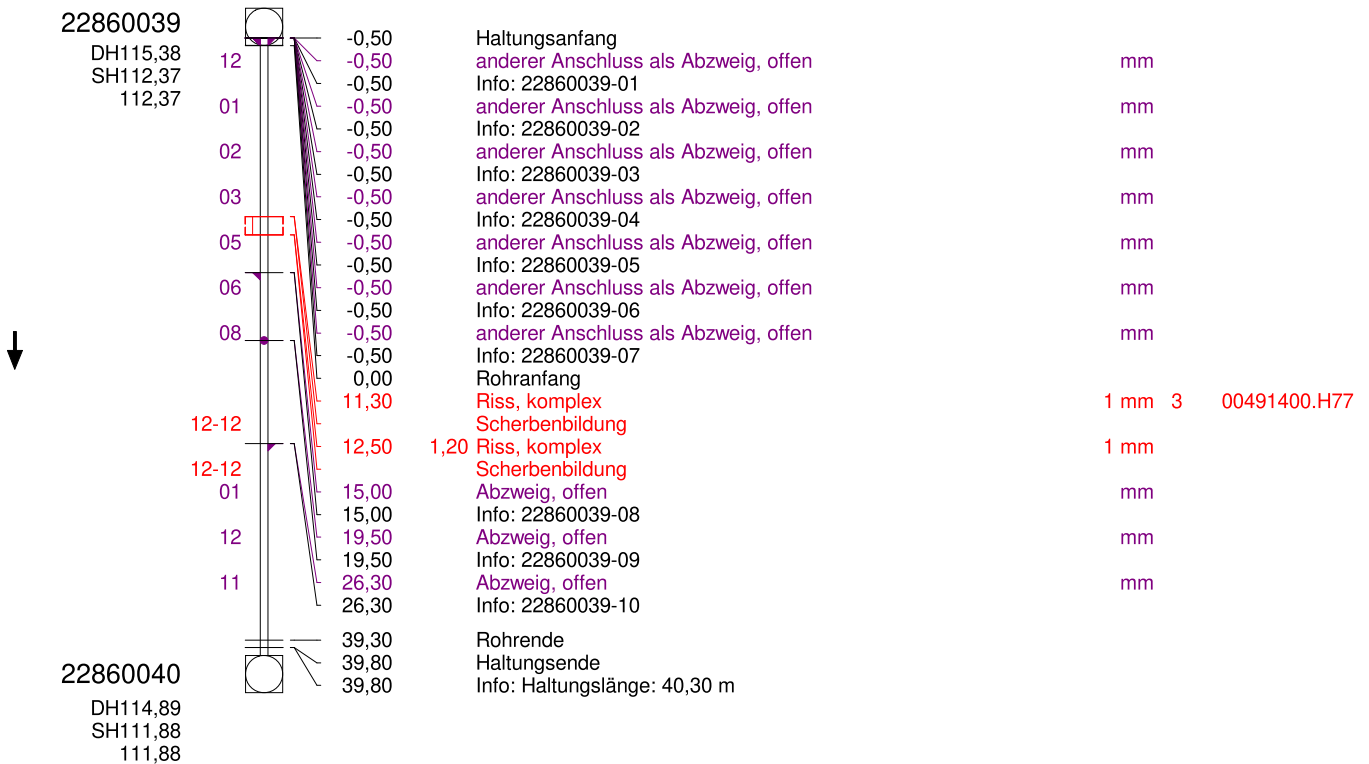 22860039
DH115,38
SH112,37
112,37
-0,50 Haltungsanfang
12 -0,50 anderer Anschluss als Abzweig, offen mm
-0,50 Info: 22860039-01
01 -0,50 anderer Anschluss als Abzweig, offen mm
-0,50 Info: 22860039-02
02 -0,50 anderer Anschluss als Abzweig, offen mm
-0,50 Info: 22860039-03
03 -0,50 anderer Anschluss als Abzweig, offen mm
-0,50 Info: 22860039-04
05 -0,50 anderer Anschluss als Abzweig, offen mm
-0,50 Info: 22860039-05
06 -0,50 anderer Anschluss als Abzweig, offen mm
-0,50 Info: 22860039-06
08 -0,50 anderer Anschluss als Abzweig, offen mm
-0,50 Info: 22860039-07
0,00 Rohranfang
11,30 Riss, komplex 1 mm 3 00491400.H77
12-12 Scherbenbildung
12,50 1,20 Riss, komplex 1 mm
12-12 Scherbenbildung
01 15,00 Abzweig, offen mm
15,00 Info: 22860039-08
12 19,50 Abzweig, offen mm
19,50 Info: 22860039-09
11 26,30 Abzweig, offen mm
26,30 Info: 22860039-10
39,30 Rohrende
39,80 Haltungsende
39,80 Info: Haltungslänge: 40,30 m
22860040
DH114,89
SH111,88
111,88